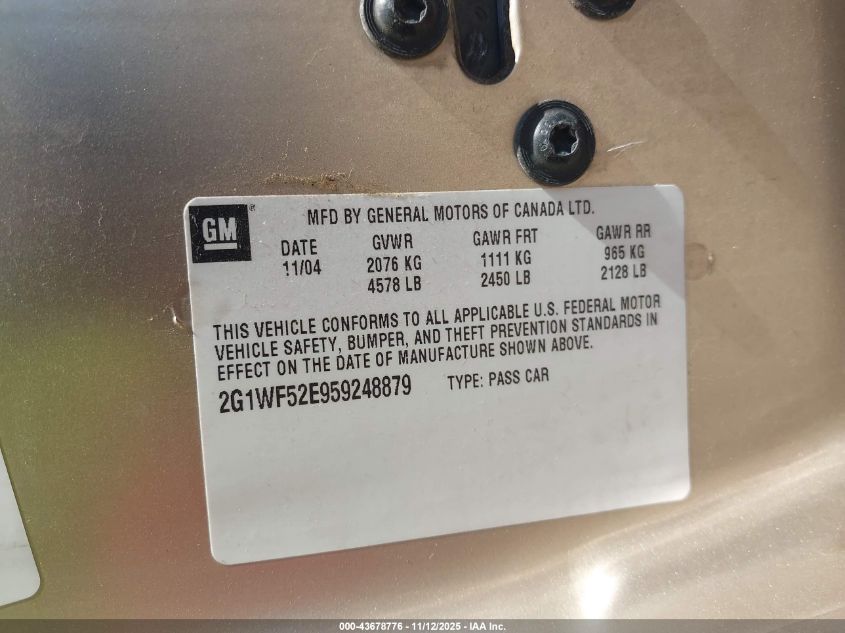 GM®
MFD BY GENERAL MOTORS OF CANADA LTD.
DATE GVWR GAWR FRT GAWR RR
11/04 2076 KG 1111 KG 965 KG
4578 LB 2450 LB 2128 LB
THIS VEHICLE CONFORMS TO ALL APPLICABLE U.S. FEDERAL MOTOR
VEHICLE SAFETY, BUMPER, AND THEFT PREVENTION STANDARDS IN
EFFECT ON THE DATE OF MANUFACTURE SHOWN ABOVE.
2G1WF52E959248879 TYPE: PASS CAR
000-43678776 - 11/12/2025 - IAA Inc.